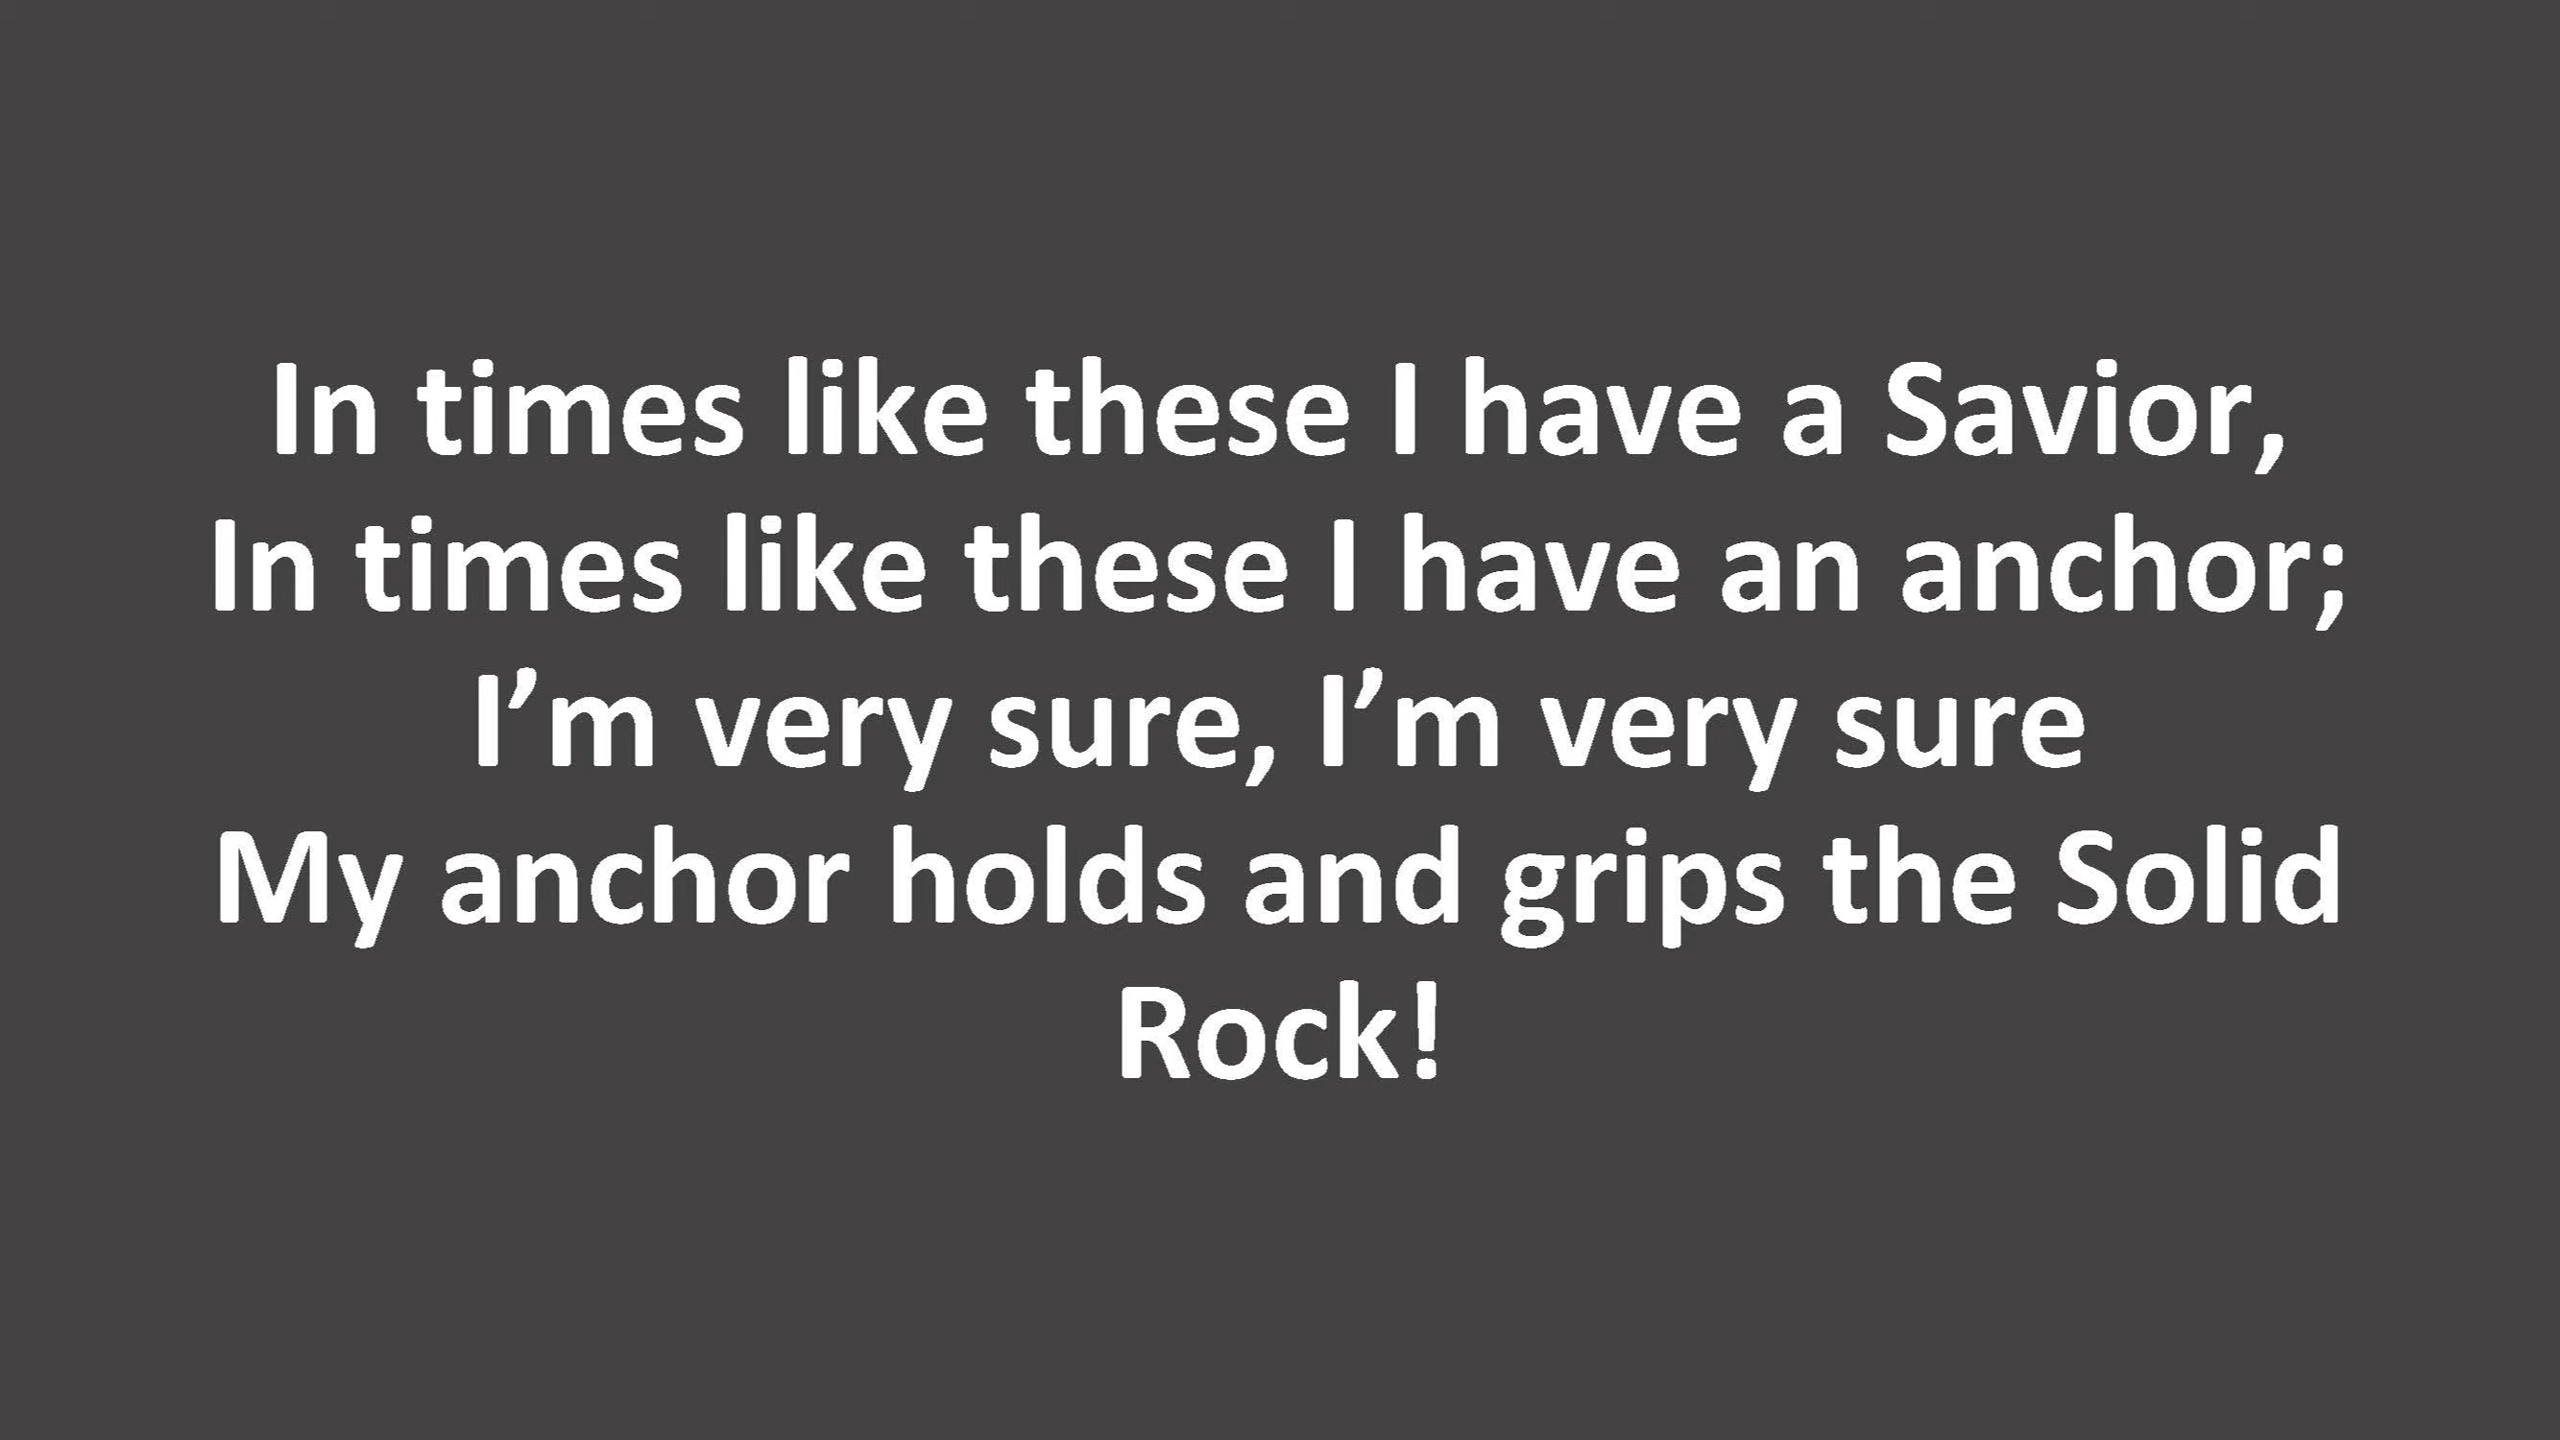 In times like these I have a Savior,
In times like these I have an anchor;
I’m very sure, I’m very sure
My anchor holds and grips the Solid
Rock!